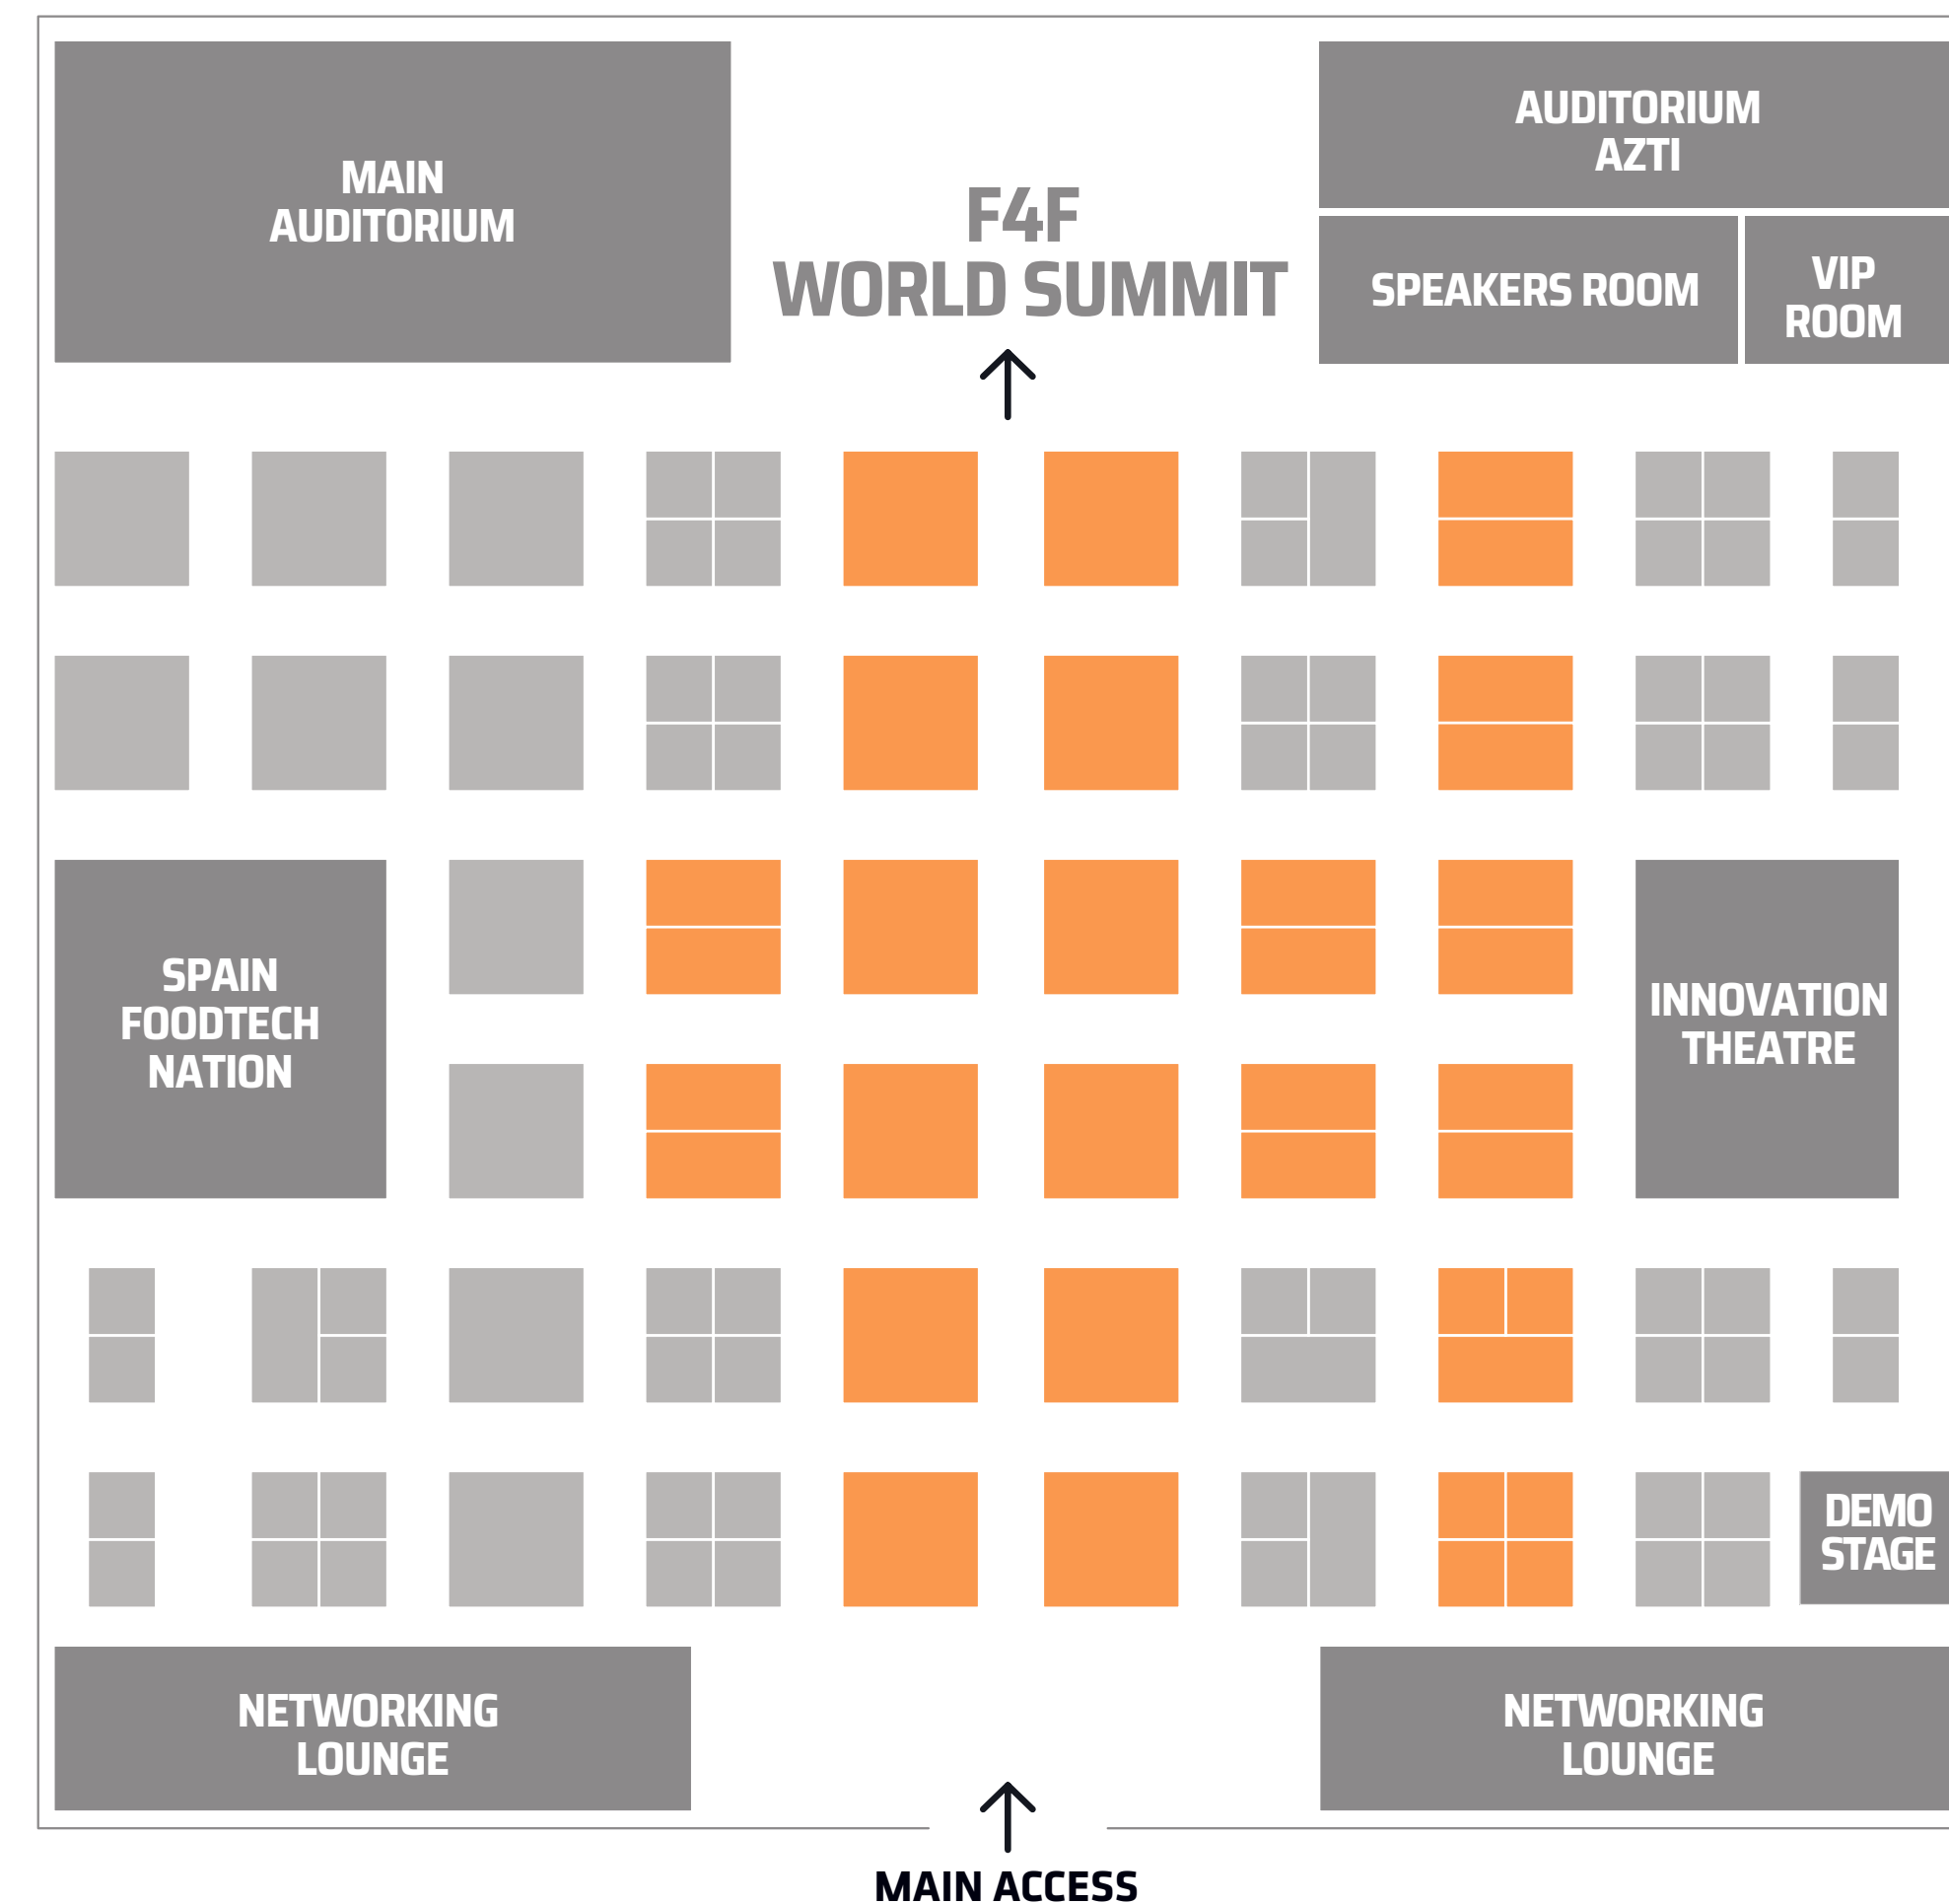 MAIN
AUDITORIUM
F4F
WORLD SUMMIT
AUDITORIUM
AZTI
SPEAKERS ROOM
VIP
ROOM
SPAIN
FOODTECH
NATION
INNOVATION
THEATRE
DEMO
STAGE
NETWORKING
LOUNGE
NETWORKING
LOUNGE
MAIN ACCESS